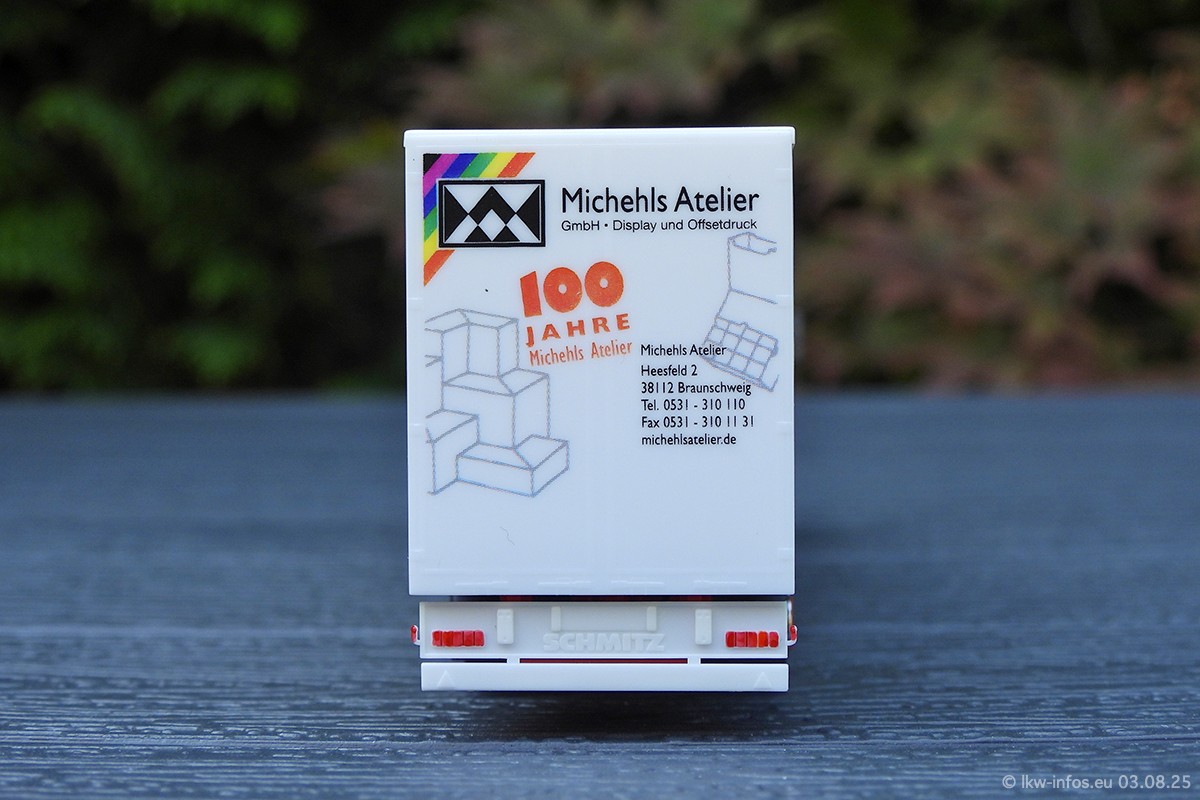 Michehls Atelier
GmbH • Display und Offsetdruck
100
JAHRE
Michehls Atelier
Michehls Atelier
Heesfeld 2
38112 Braunschweig
Tel. 0531 - 310 110
Fax 0531 - 310 11 31
michehlsatelier.de
SCHMITZ
© lkw-infos.eu 03.08.25